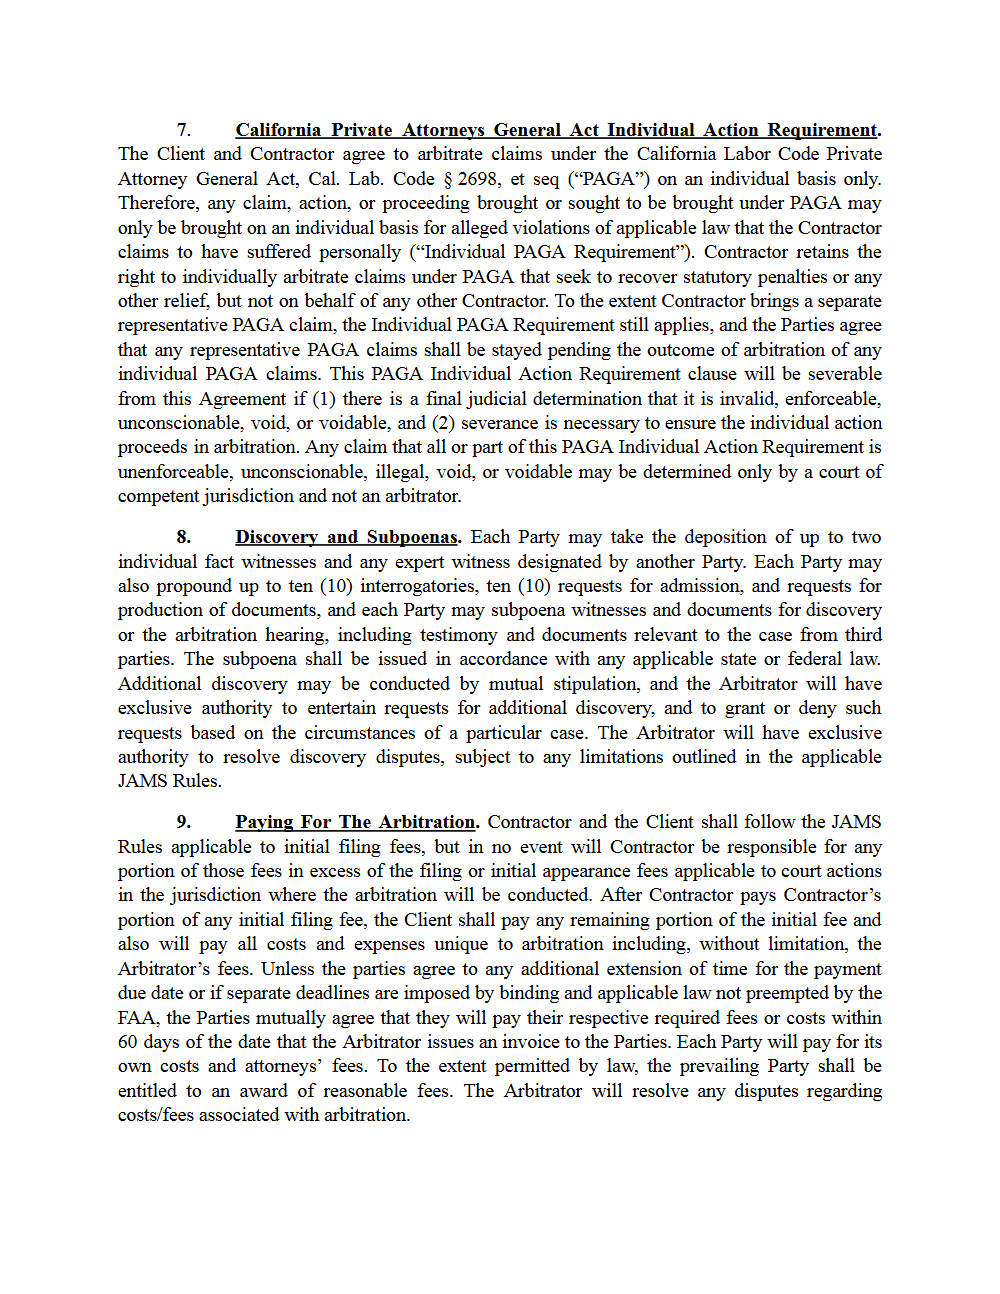 7. California Private Attorneys General Act Individual Action Requirement.
The Client and Contractor agree to arbitrate claims under the California Labor Code Private
Attorney General Act, Cal. Lab. Code § 2698, et seq (“PAGA”) on an individual basis only.
Therefore, any claim, action, or proceeding brought or sought to be brought under PAGA may
only be brought on an individual basis for alleged violations of applicable law that the Contractor
claims to have suffered personally (“Individual PAGA Requirement”). Contractor retains the
right to individually arbitrate claims under PAGA that seek to recover statutory penalties or any
other relief, but not on behalf of any other Contractor. To the extent Contractor brings a separate
representative PAGA claim, the Individual PAGA Requirement still applies, and the Parties agree
that any representative PAGA claims shall be stayed pending the outcome of arbitration of any
individual PAGA claims. This PAGA Individual Action Requirement clause will be severable
from this Agreement if (1) there is a final judicial determination that it is invalid, enforceable,
unconscionable, void, or voidable, and (2) severance is necessary to ensure the individual action
proceeds in arbitration. Any claim that all or part of this PAGA Individual Action Requirement is
unenforceable, unconscionable, illegal, void, or voidable may be determined only by a court of
competent jurisdiction and not an arbitrator.
8. Discovery and Subpoenas. Each Party may take the deposition of up to two
individual fact witnesses and any expert witness designated by another Party. Each Party may
also propound up to ten (10) interrogatories, ten (10) requests for admission, and requests for
production of documents, and each Party may subpoena witnesses and documents for discovery
or the arbitration hearing, including testimony and documents relevant to the case from third
parties. The subpoena shall be issued in accordance with any applicable state or federal law.
Additional discovery may be conducted by mutual stipulation, and the Arbitrator will have
exclusive authority to entertain requests for additional discovery, and to grant or deny such
requests based on the circumstances of a particular case. The Arbitrator will have exclusive
authority to resolve discovery disputes, subject to any limitations outlined in the applicable
JAMS Rules.
9. Paying For The Arbitration. Contractor and the Client shall follow the JAMS
Rules applicable to initial filing fees, but in no event will Contractor be responsible for any
portion of those fees in excess of the filing or initial appearance fees applicable to court actions
in the jurisdiction where the arbitration will be conducted. After Contractor pays Contractor’s
portion of any initial filing fee, the Client shall pay any remaining portion of the initial fee and
also will pay all costs and expenses unique to arbitration including, without limitation, the
Arbitrator’s fees. Unless the parties agree to any additional extension of time for the payment
due date or if separate deadlines are imposed by binding and applicable law not preempted by the
FAA, the Parties mutually agree that they will pay their respective required fees or costs within
60 days of the date that the Arbitrator issues an invoice to the Parties. Each Party will pay for its
own costs and attorneys’ fees. To the extent permitted by law, the prevailing Party shall be
entitled to an award of reasonable fees. The Arbitrator will resolve any disputes regarding
costs/fees associated with arbitration.